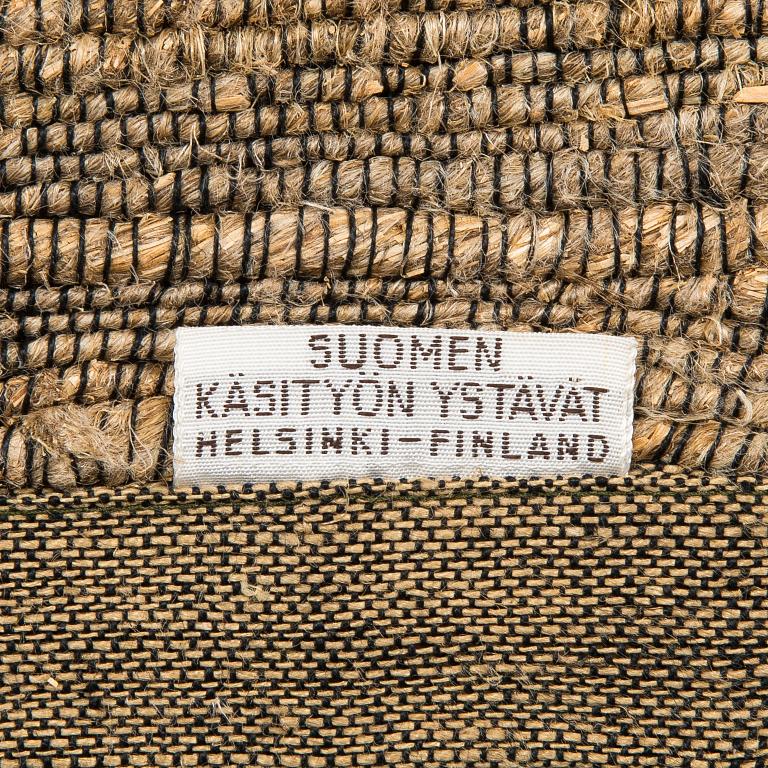 SUOMEN
KÄSITYÖN YSTÄVÄT
HELSINKI-FINLAND